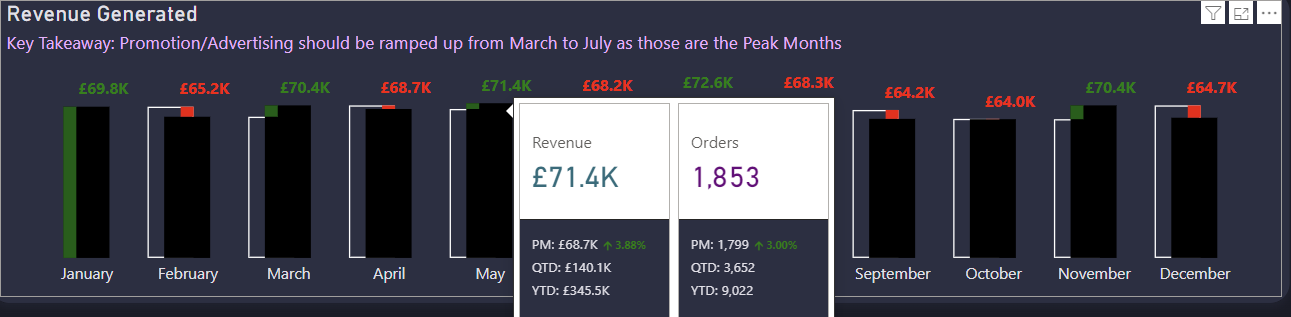 Revenue Generated
Key Takeaway: Promotion/Advertising should be ramped up from March to July as those are the Peak Months
£69.8K £65.2K £70.4K £68.7K £71.4K £68.2K £72.6K £68.3K £64.2K £64.0K £70.4K £64.7K
Revenue
£71.4K
PM: £68.7K ↑ 3.88%
QTD: £140.1K
YTD: £345.5K
Orders
1,853
PM: 1,799 ↑ 3.00%
QTD: 3,652
YTD: 9,022
January February March April May September October November December